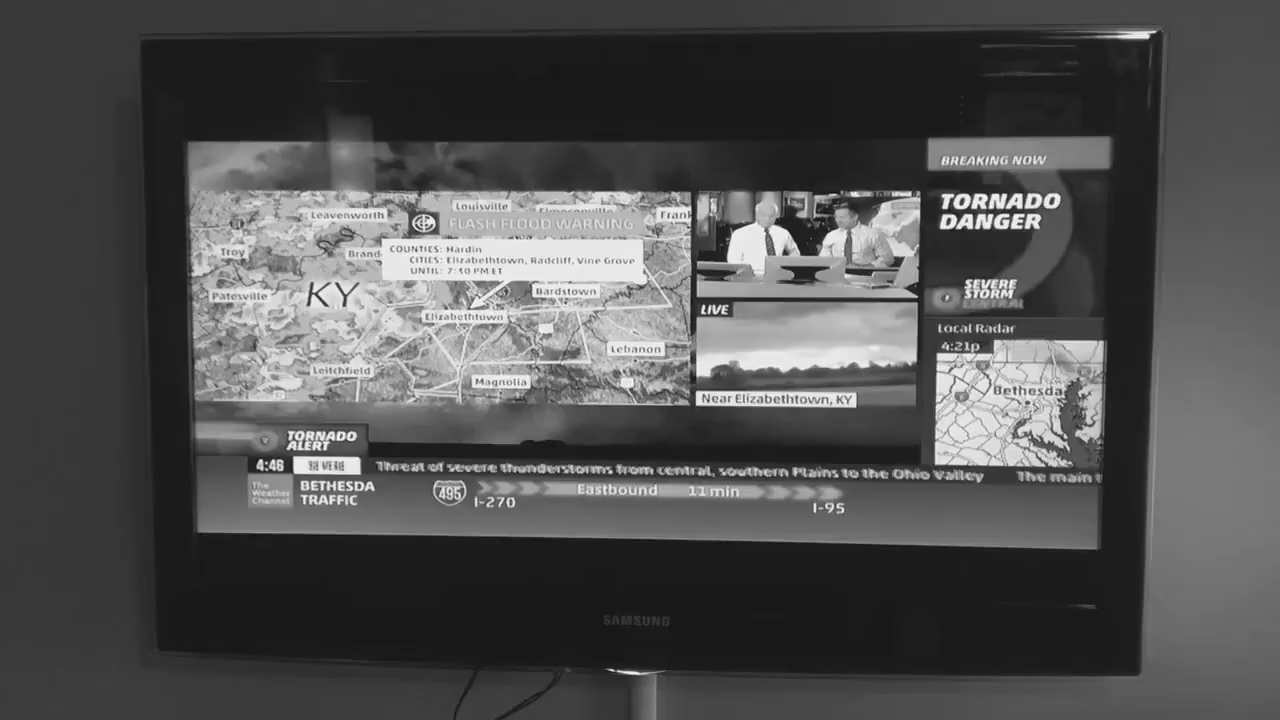 BREAKING NOW
TORNADO
DANGER
SEVERE
STORM
CENTRAL
Louisville
Leavenworth
FLASH FLOOD WARNING
Troy
COUNTIES: Hardin
CITIES: Elizabethtown, Radcliff, Vine Grove
UNTIL: 7:30 PM ET
Patesville
KY
Bardstown
Elizabethtown
Lebanon
Leitchfield
Magnolia
LIVE
Near Elizabethtown, KY
Local Radar
4:21p
Bethesda
TORNADO
ALERT
4:46
SEVERE
Threat of severe thunderstorms from central, southern Plains to the Ohio Valley
The main
The
Weather
Channel
BETHESDA
TRAFFIC
495
Eastbound 11 min
I-270
I-95
SAMSUNG